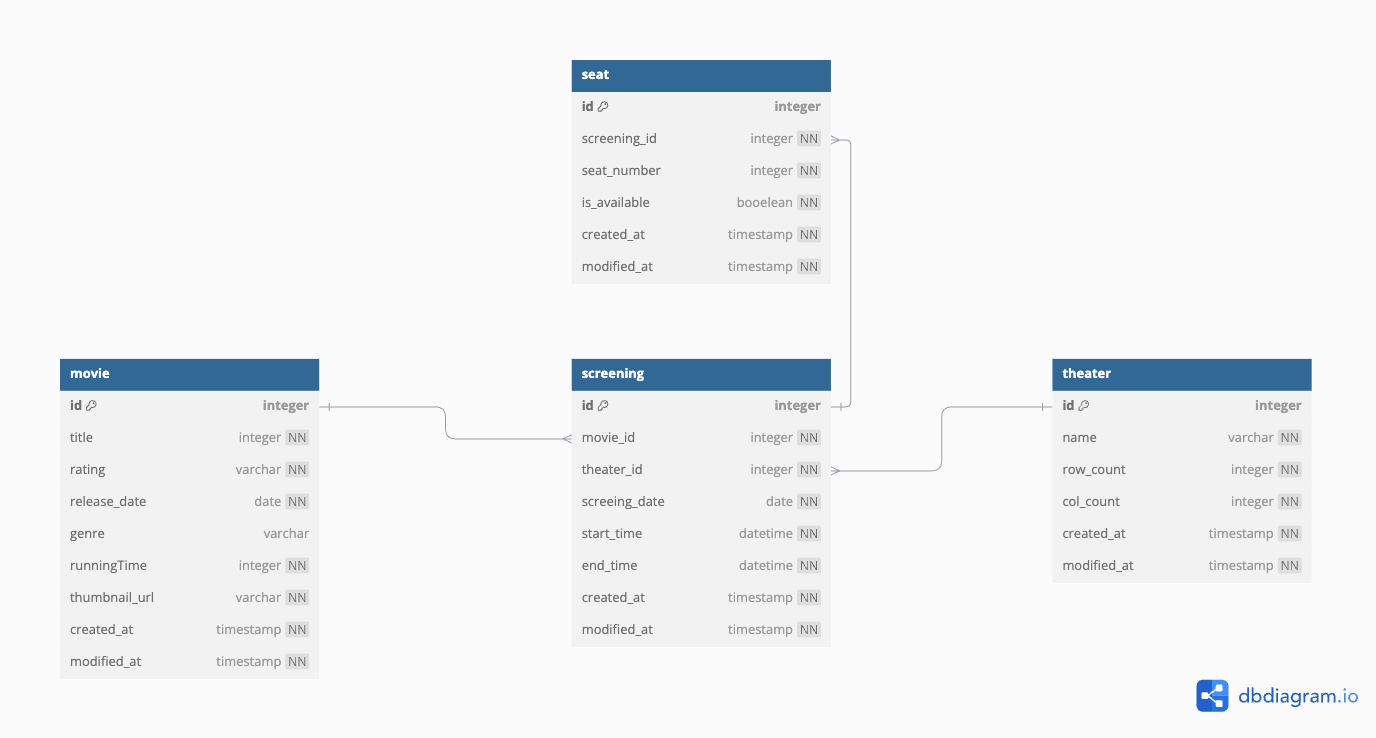 seat
id integer
screening_id integer NN
seat_number integer NN
is_available booelean NN
created_at timestamp NN
modified_at timestamp NN
movie
id integer
title integer NN
rating varchar NN
release_date date NN
genre varchar
runningTime integer NN
thumbnail_url varchar NN
created_at timestamp NN
modified_at timestamp NN
screening
id integer
movie_id integer NN
theater_id integer NN
screeing_date date NN
start_time datetime NN
end_time datetime NN
created_at timestamp NN
modified_at timestamp NN
theater
id integer
name varchar NN
row_count integer NN
col_count integer NN
created_at timestamp NN
modified_at timestamp NN
dbdiagram.io